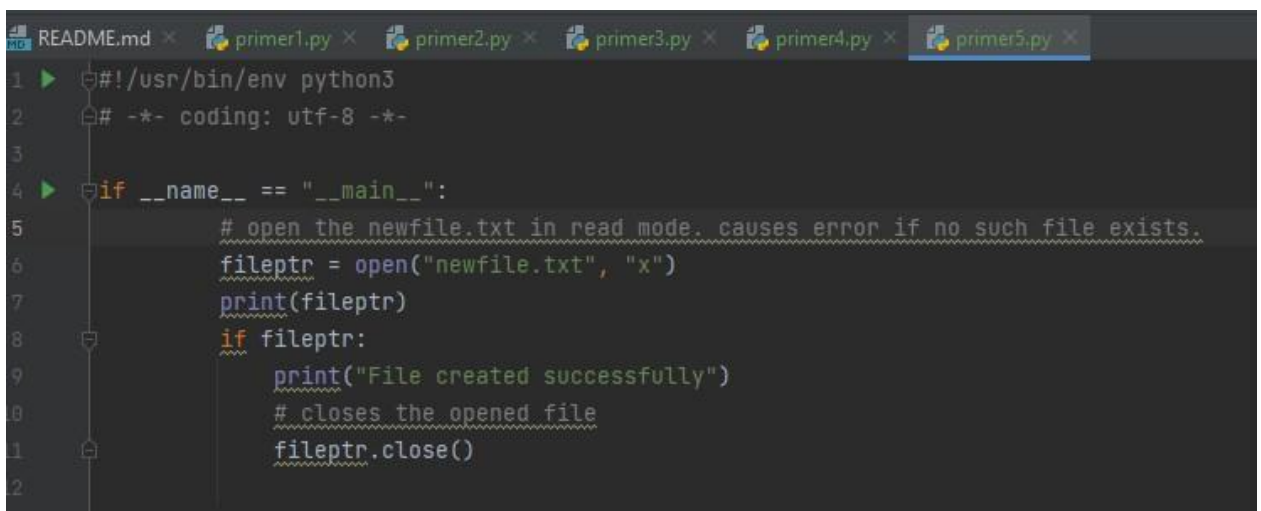 README.md primer1.py primer2.py primer3.py primer4.py primer5.py
1 #!/usr/bin/env python3
2 # -*- coding: utf-8 -*-
3
4 if __name__ == "__main__":
5 # open the newfile.txt in read mode. causes error if no such file exists.
6 fileptr = open("newfile.txt", "x")
7 print(fileptr)
8 if fileptr:
9 print("File created successfully")
10 # closes the opened file
11 fileptr.close()
12